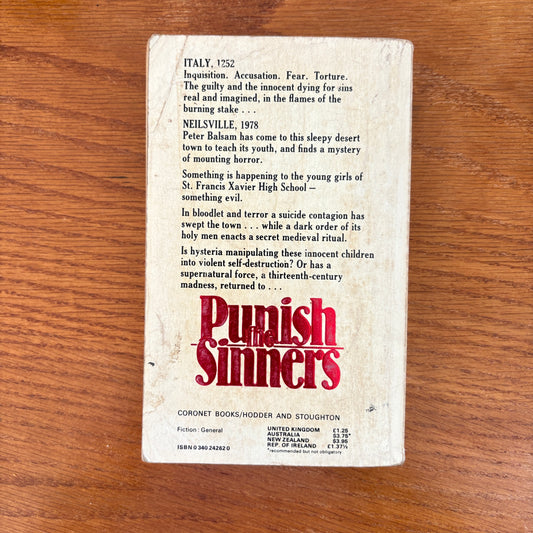 ITALY, 1252
Inquisition. Accusation. Fear. Torture.
The guilty and the innocent dying for sins
real and imagined, in the flames of the
burning stake . . .
NEILSVILLE, 1978
Peter Balsam has come to this sleepy desert
town to teach its youth, and finds a mystery
of mounting horror.
Something is happening to the young girls of
St. Francis Xavier High School —
something evil.
In bloodlet and terror a suicide contagion has
swept the town . . . while a dark order of its
holy men enacts a secret medieval ritual.
Is hysteria manipulating these innocent children
into violent self-destruction? Or has a
supernatural force, a thirteenth-century
madness, returned to . . .
Punish
the
Sinners
CORONET BOOKS/HODDER AND STOUGHTON
Fiction: General
UNITED KINGDOM £1.25
AUSTRALIA $3.75*
NEW ZEALAND $3.95
REP. OF IRELAND £1.37½
*recommended but not obligatory
ISBN 0 340 24262 0